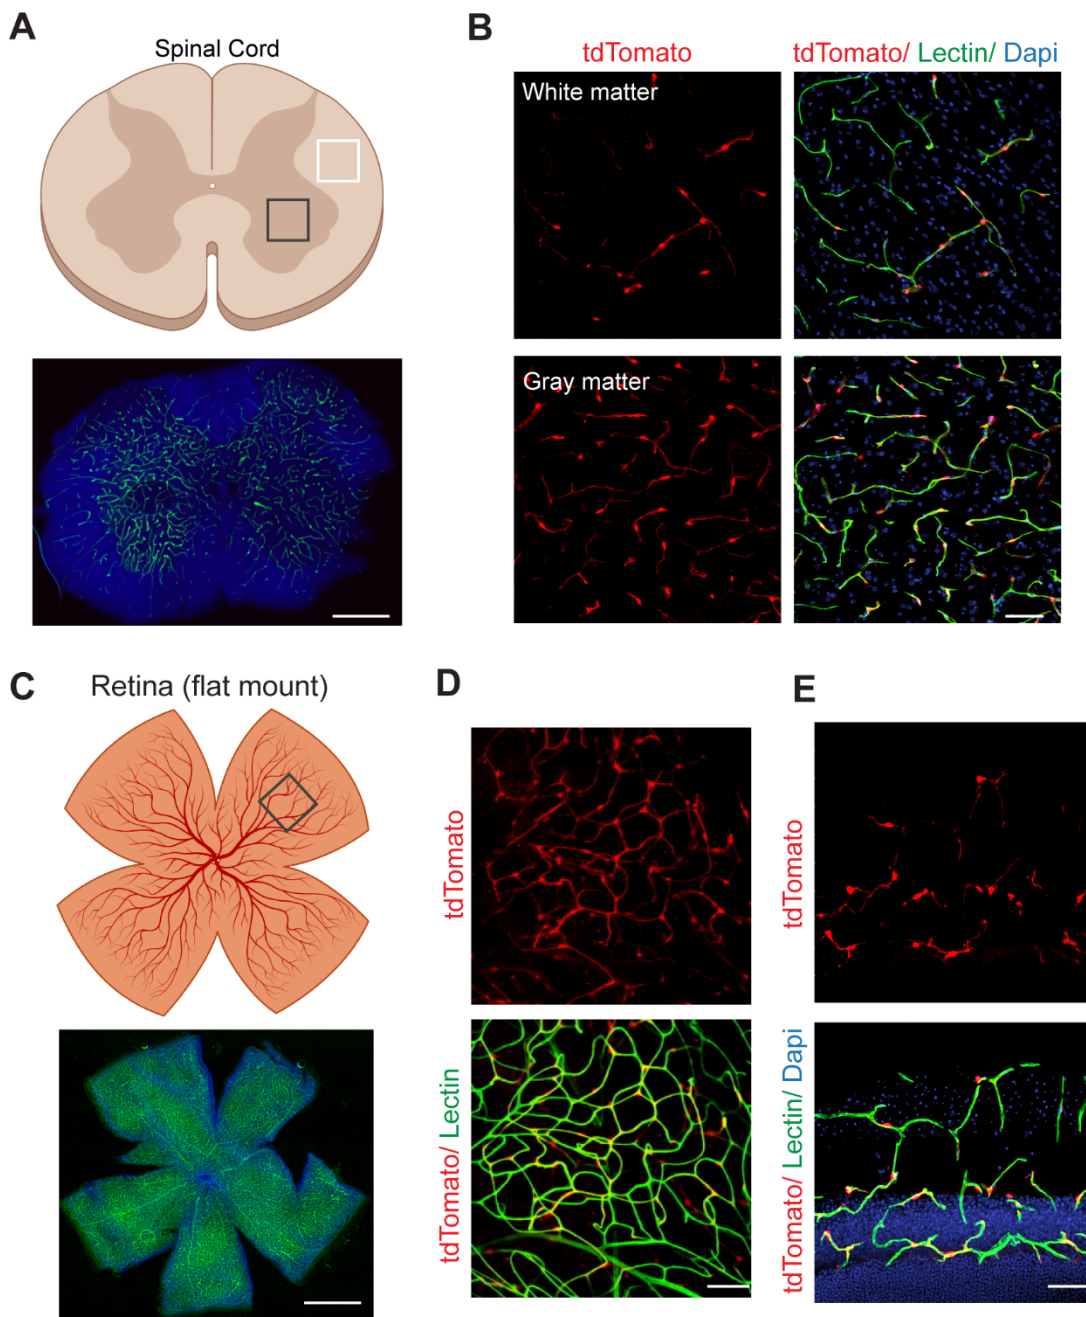 A
Spinal Cord
B
tdTomato
tdTomato/ Lectin/ Dapi
White matter
Gray matter
C
Retina (flat mount)
D
tdTomato
tdTomato/ Lectin
E
tdTomato
tdTomato/ Lectin/ Dapi